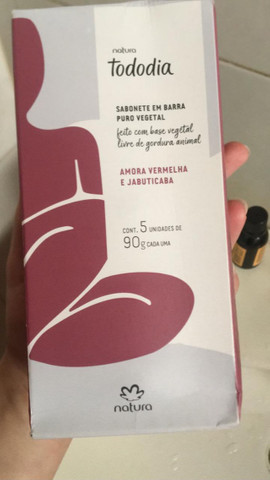 natura
tododia
SABONETE EM BARRA
PURO VEGETAL
feito com base vegetal
livre de gordura animal
AMORA VERMELHA
E JABUTICABA
CONT. 5 UNIDADES DE
90g CADA UMA
natura